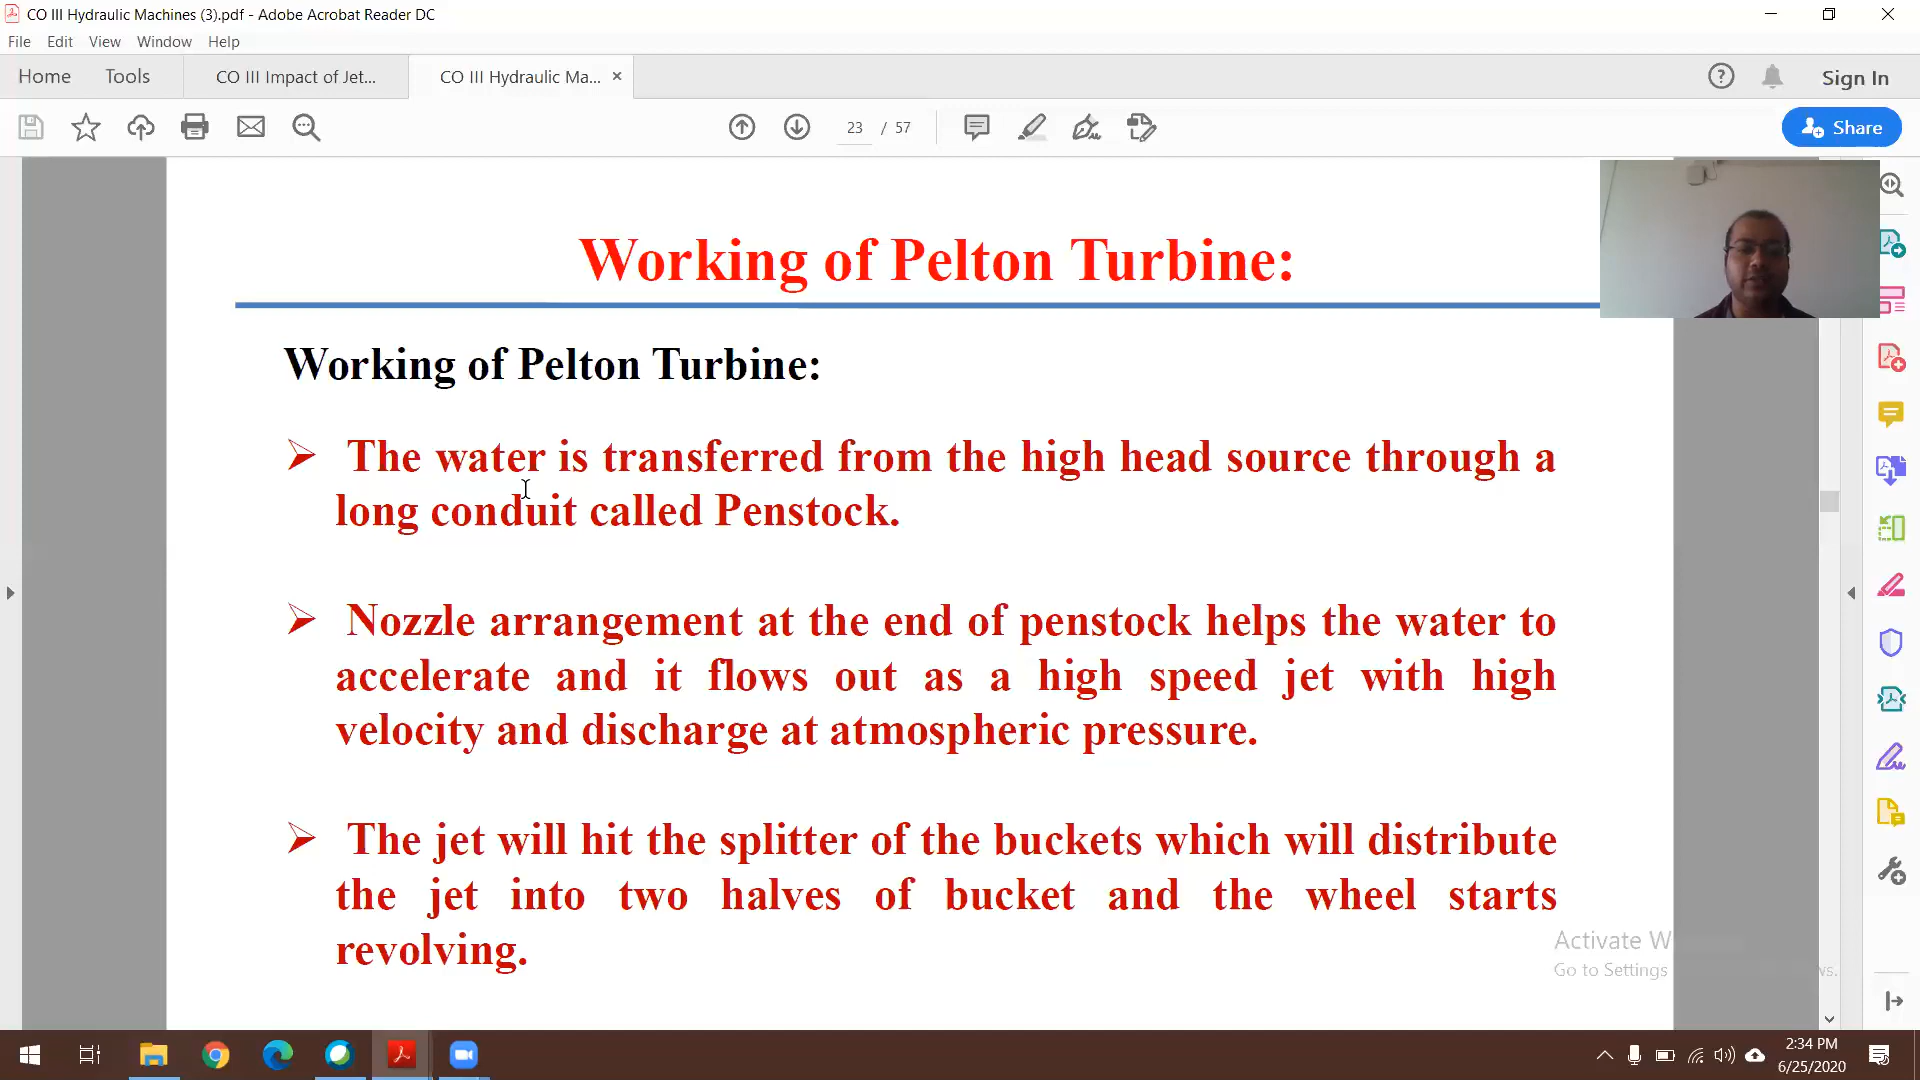 CO III Hydraulic Machines (3).pdf - Adobe Acrobat Reader DC
File Edit View Window Help
Home Tools CO III Impact of Jet... CO III Hydraulic Ma... × Sign In
23 / 57 Share
Working of Pelton Turbine:
Working of Pelton Turbine:
The water is transferred from the high head source through a
long conduit called Penstock.
Nozzle arrangement at the end of penstock helps the water to
accelerate and it flows out as a high speed jet with high
velocity and discharge at atmospheric pressure.
The jet will hit the splitter of the buckets which will distribute
the jet into two halves of bucket and the wheel starts
revolving.
Activate W
Go to Settings
2:34 PM
6/25/2020